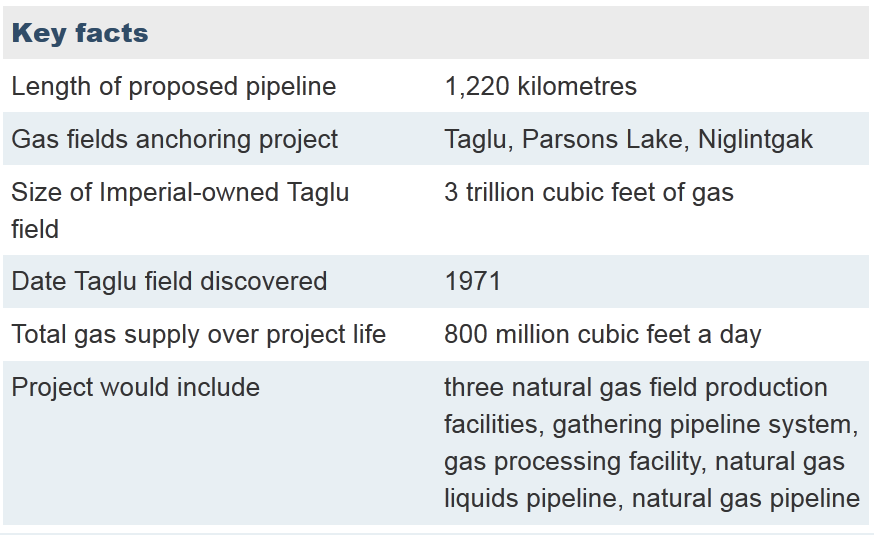 Key facts
Length of proposed pipeline 1,220 kilometres
Gas fields anchoring project Taglu, Parsons Lake, Niglintgak
Size of Imperial-owned Taglu 3 trillion cubic feet of gas
field
Date Taglu field discovered 1971
Total gas supply over project life 800 million cubic feet a day
Project would include three natural gas field production
facilities, gathering pipeline system,
gas processing facility, natural gas
liquids pipeline, natural gas pipeline